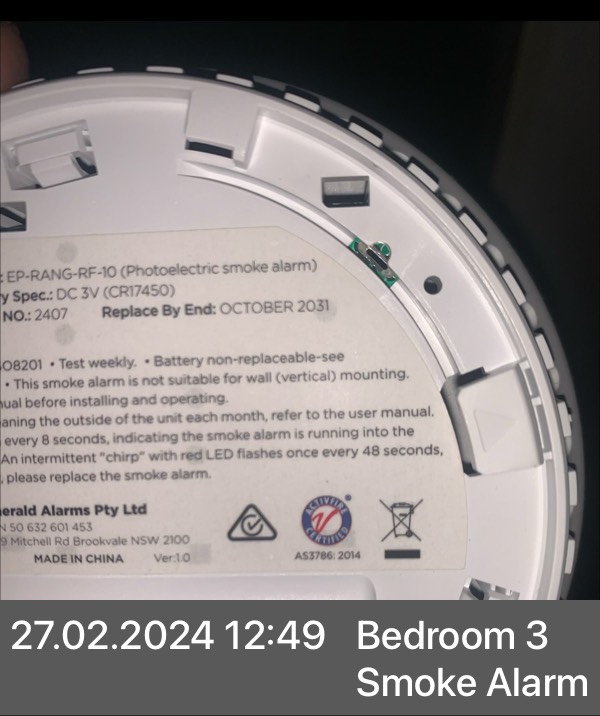 : EP-RANG-RF-10 (Photoelectric smoke alarm)
y Spec.: DC 3V (CR17450)
NO.: 2407 Replace By End: OCTOBER 2031
O8201 • Test weekly. • Battery non-replaceable-see
• This smoke alarm is not suitable for wall (vertical) mounting.
ual before installing and operating.
aning the outside of the unit each month, refer to the user manual.
every 8 seconds, indicating the smoke alarm is running into the
An intermittent "chirp" with red LED flashes once every 48 seconds,
, please replace the smoke alarm.
erald Alarms Pty Ltd
N 50 632 601 453
9 Mitchell Rd Brookvale NSW 2100
MADE IN CHINA Ver:1.0
ACTIVFIRE
CERTIFIED
AS3786: 2014
27.02.2024 12:49 Bedroom 3
Smoke Alarm